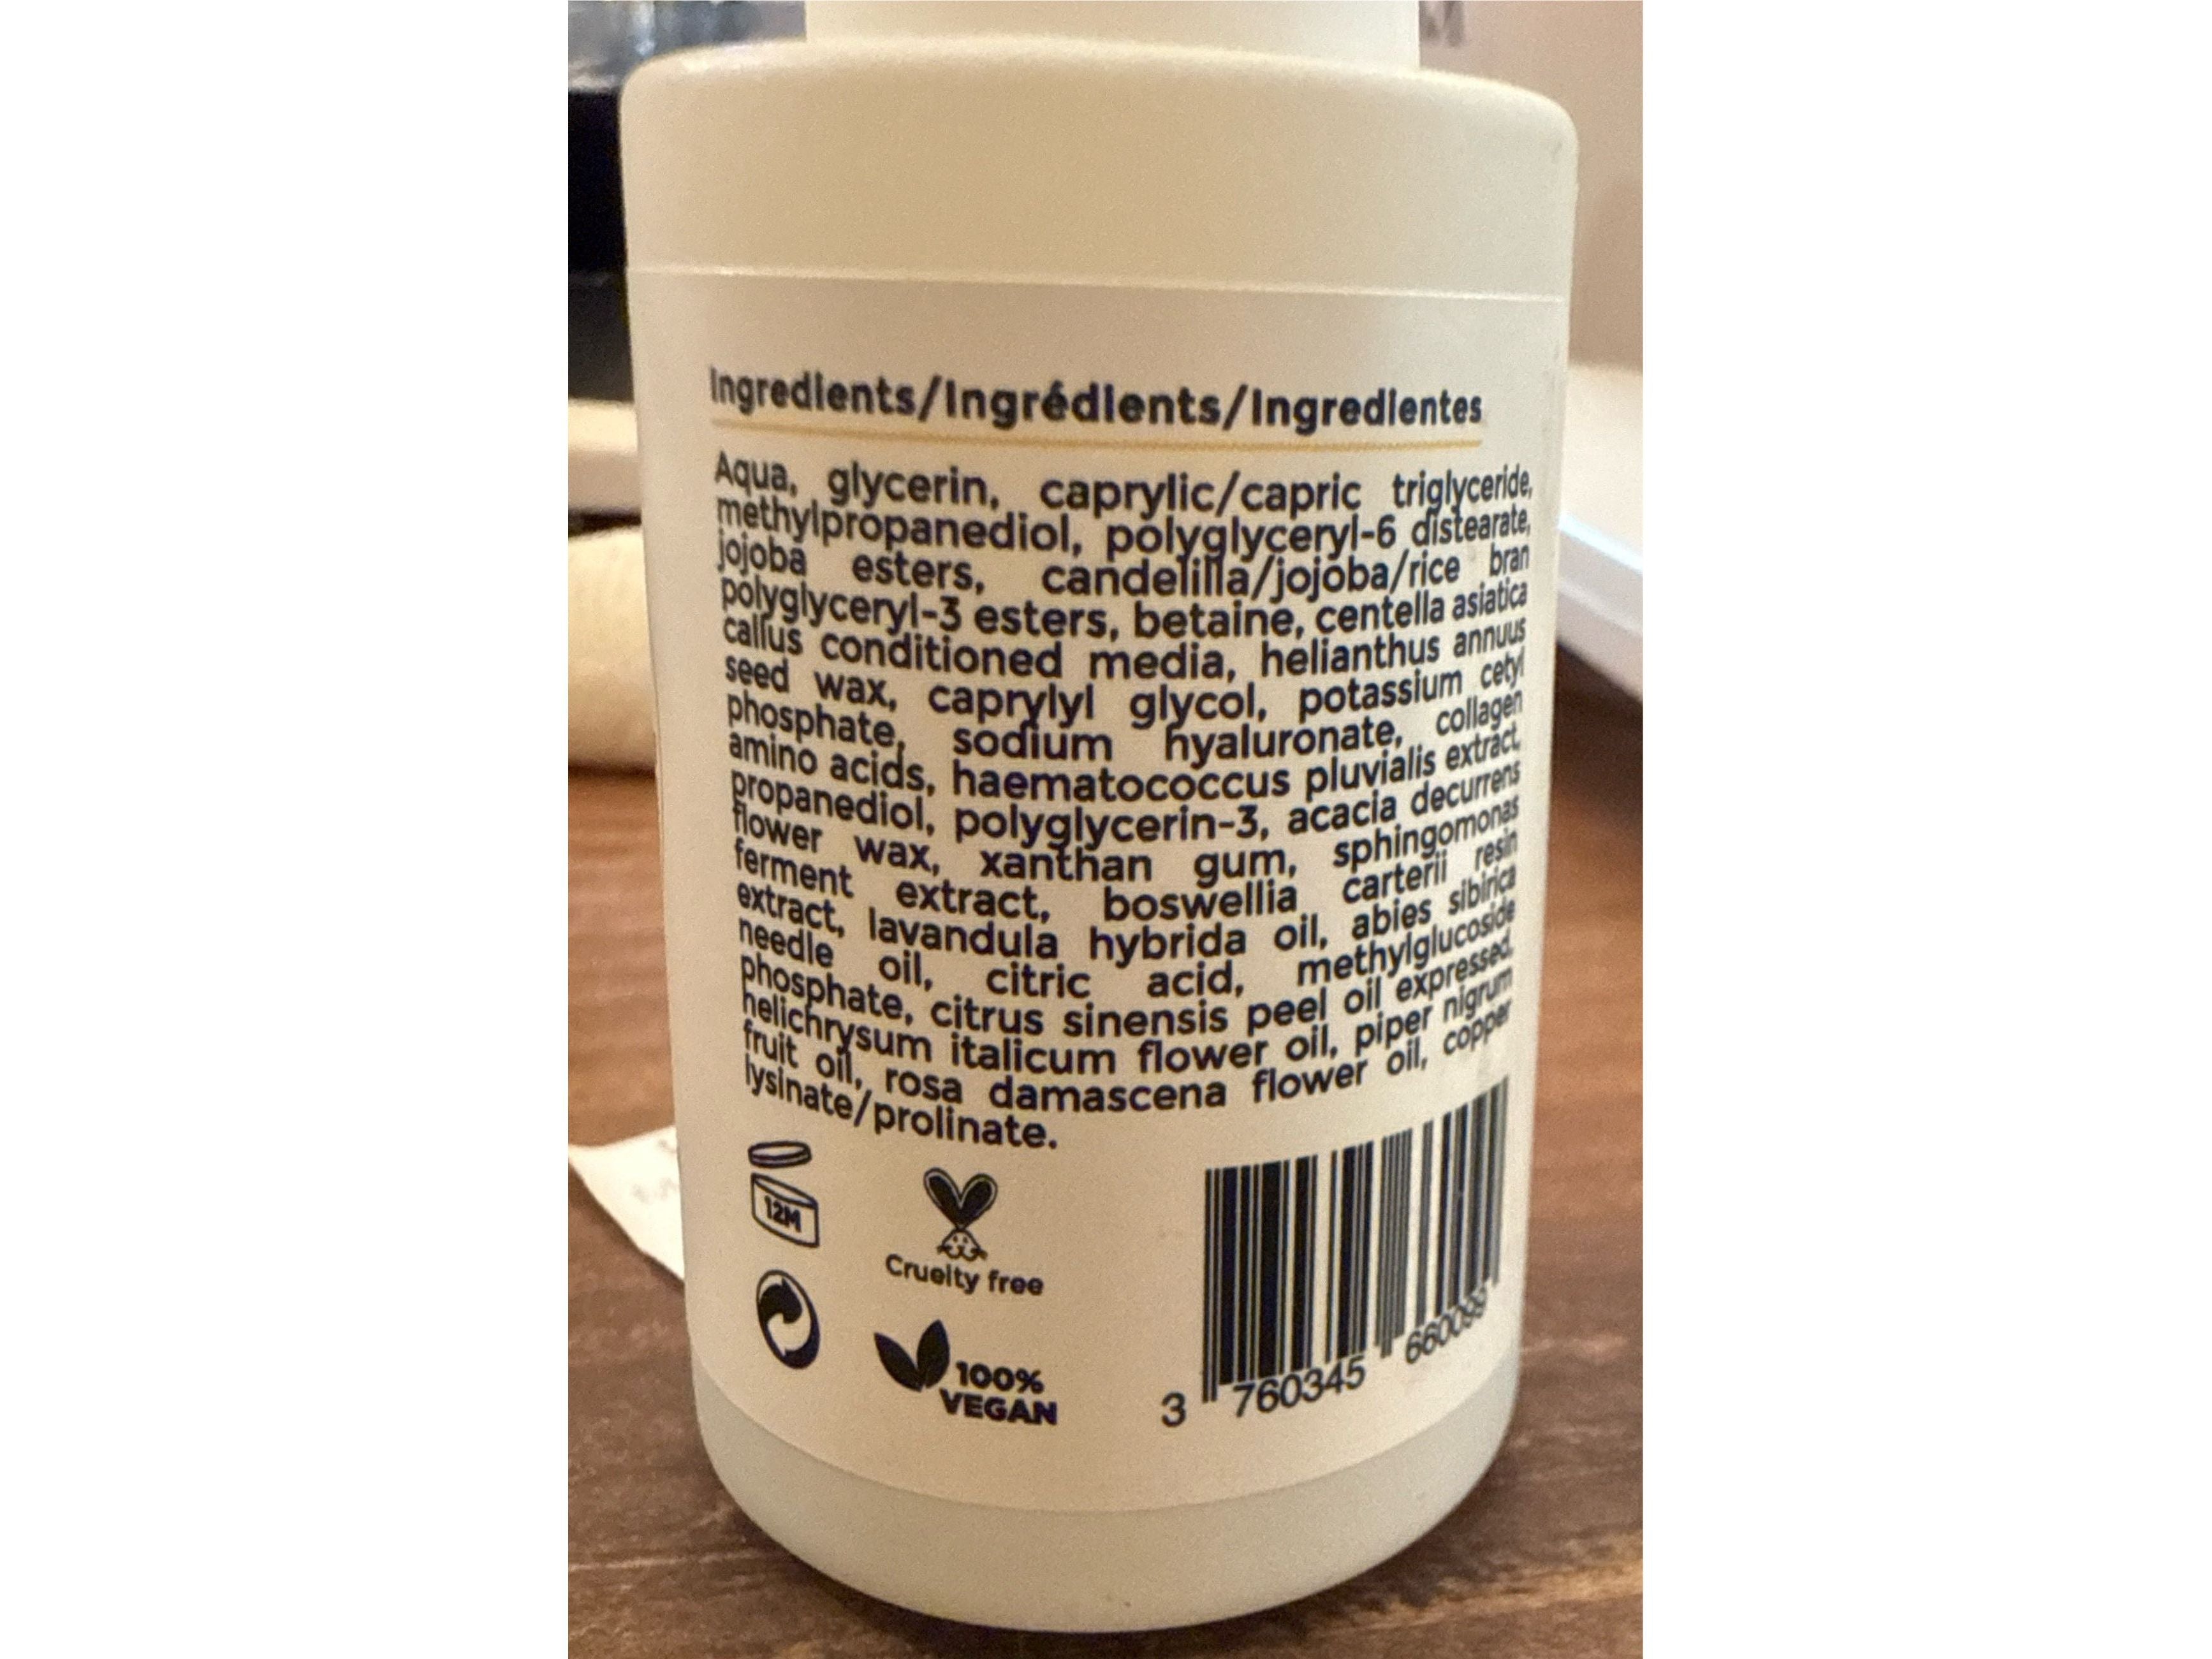 Ingredients/Ingrédients/Ingredientes
Aqua, glycerin, caprylic/capric triglyceride,
methylpropanediol, polyglyceryl-6 distearate,
jojoba esters, candelilla/jojoba/rice bran
polyglyceryl-3 esters, betaine, centella asiatica
callus conditioned media, helianthus annuus
seed wax, caprylyl glycol, potassium cetyl
phosphate, sodium hyaluronate, collagen
amino acids, haematococcus pluvialis extract,
propanediol, polyglycerin-3, acacia decurrens
flower wax, xanthan gum, sphingomonas
ferment extract, boswellia carterii resin
extract, lavandula hybrida oil, abies sibirica
needle oil, citric acid, methylglucoside
phosphate, citrus sinensis peel oil expressed,
helichrysum italicum flower oil, piper nigrum
fruit oil, rosa damascena flower oil, copper
lysinate/prolinate.
12M
Cruelty free
100%
VEGAN
3 760345 660099